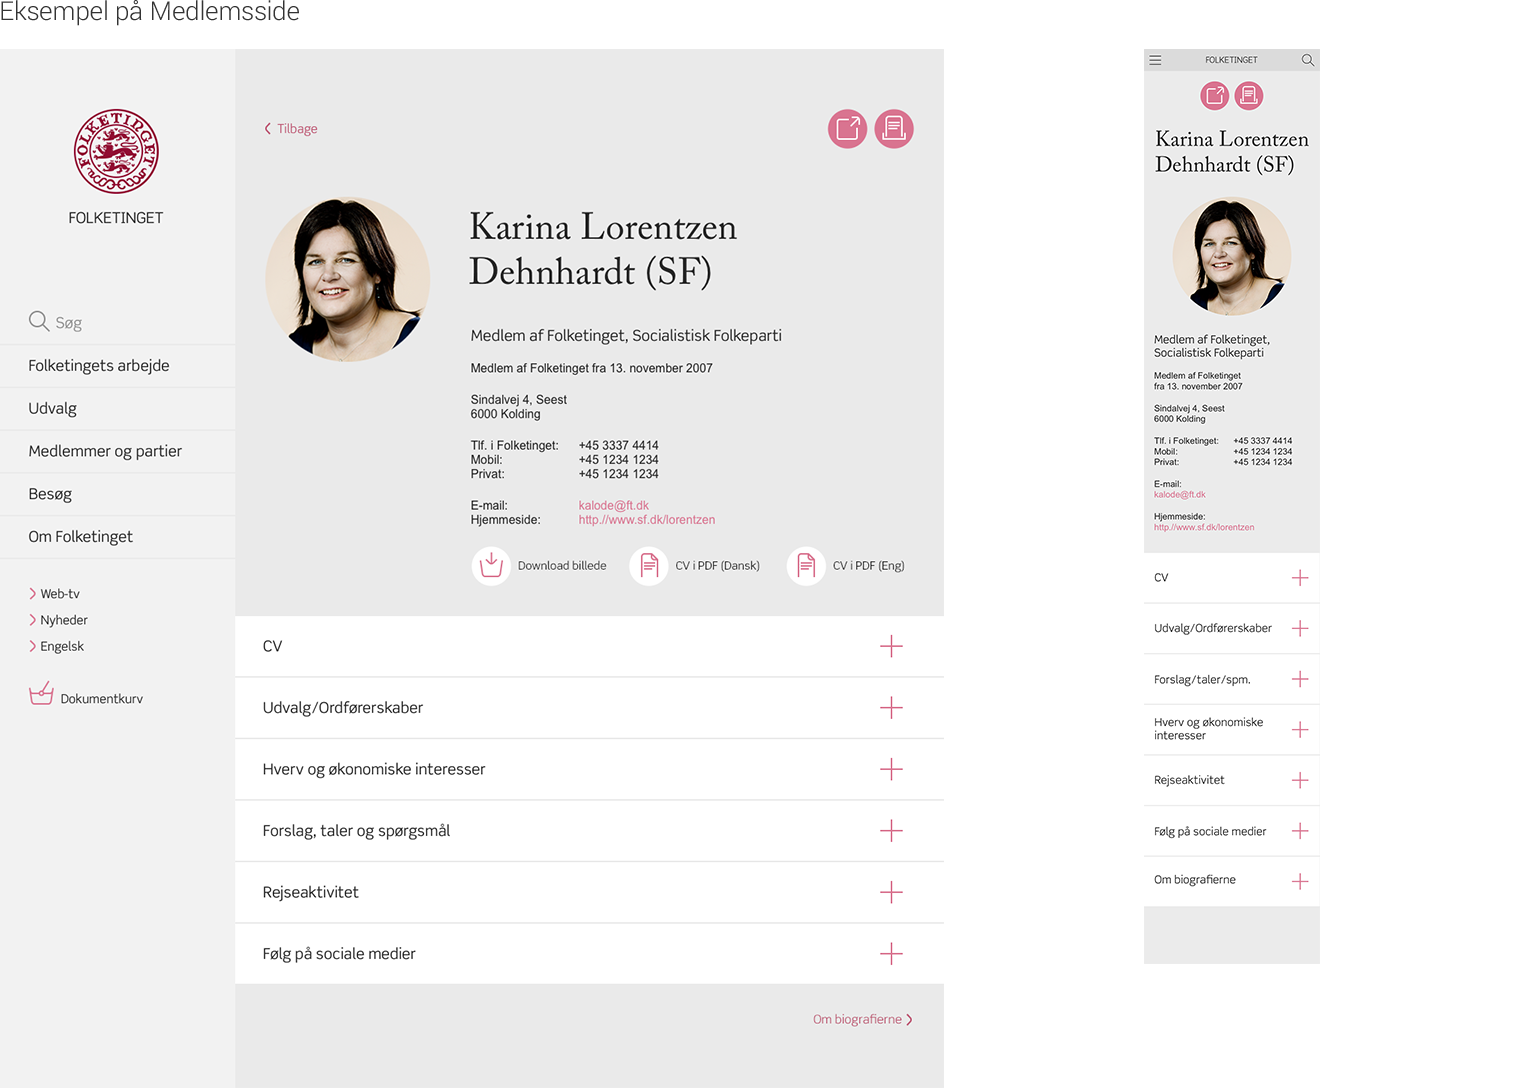 Eksempel på Medlemsside
FOLKETINGET
FOLKETINGET
Søg
Folketingets arbejde
Udvalg
Medlemmer og partier
Besøg
Om Folketinget
Web-tv
Nyheder
Engelsk
Dokumentkurv
Tilbage
Karina Lorentzen
Dehnhardt (SF)
Medlem af Folketinget, Socialistisk Folkeparti
Medlem af Folketinget fra 13. november 2007
Sindalvej 4, Seest
6000 Kolding
Tlf. i Folketinget: +45 3337 4414
Mobil: +45 1234 1234
Privat: +45 1234 1234
E-mail: kalode@ft.dk
Hjemmeside: http://www.sf.dk/lorentzen
Download billede CV i PDF (Dansk) CV i PDF (Eng)
CV
Udvalg/Ordførerskaber
Hverv og økonomiske interesser
Forslag, taler og spørgsmål
Rejseaktivitet
Følg på sociale medier
Om biografierne
FOLKETINGET
Karina Lorentzen
Dehnhardt (SF)
Medlem af Folketinget,
Socialistisk Folkeparti
Medlem af Folketinget
fra 13. november 2007
Sindalvej 4, Seest
6000 Kolding
Tlf. i Folketinget: +45 3337 4414
Mobil: +45 1234 1234
Privat: +45 1234 1234
E-mail:
kalode@ft.dk
Hjemmeside:
http://www.sf.dk/lorentzen
CV
Udvalg/Ordførerskaber
Forslag/taler/spm.
Hverv og økonomiske
interesser
Rejseaktivitet
Følg på sociale medier
Om biografierne